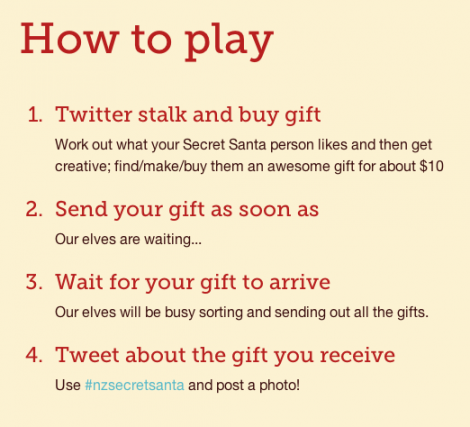 How to play
1. Twitter stalk and buy gift
Work out what your Secret Santa person likes and then get
creative; find/make/buy them an awesome gift for about $10
2. Send your gift as soon as
Our elves are waiting...
3. Wait for your gift to arrive
Our elves will be busy sorting and sending out all the gifts.
4. Tweet about the gift you receive
Use #nzsecretsanta and post a photo!